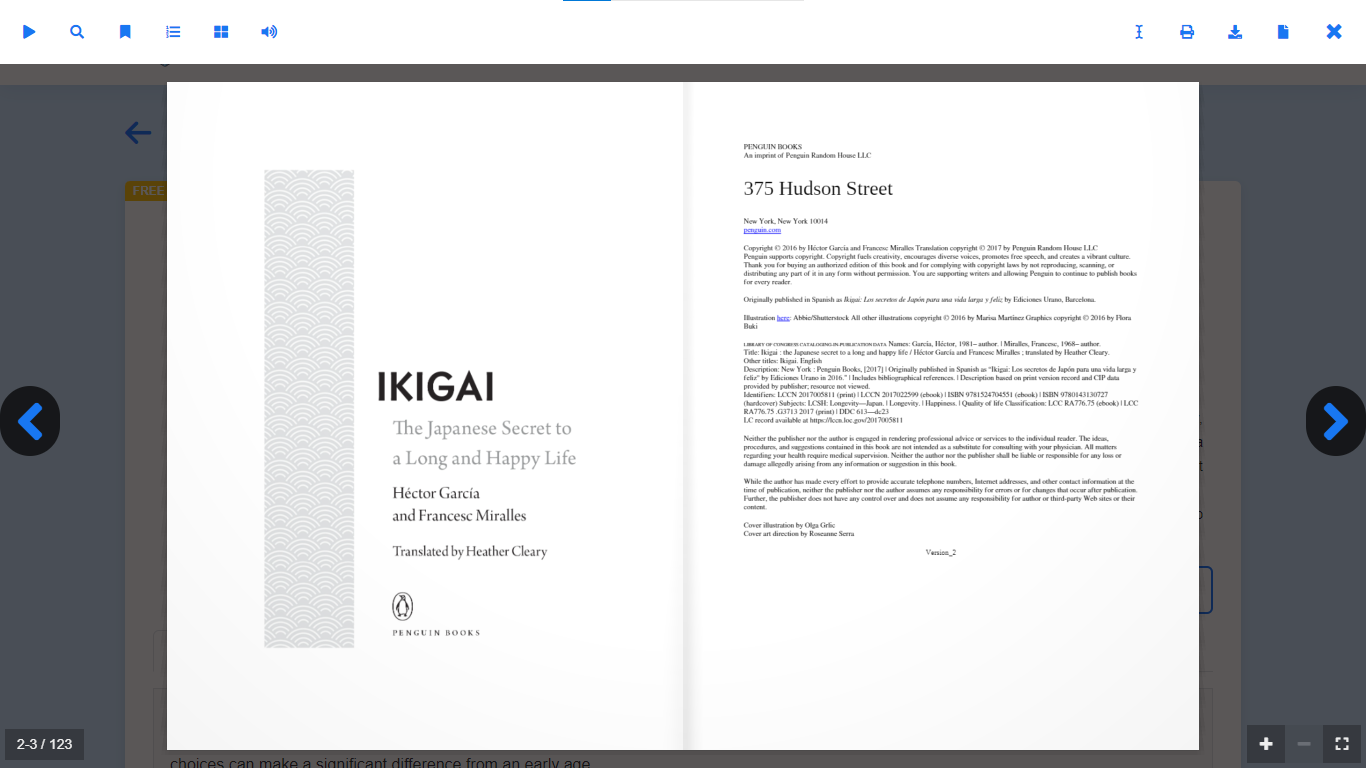 FREE
IKIGAI
The Japanese Secret to
a Long and Happy Life
Héctor García
and Francesc Miralles
Translated by Heather Cleary
PENGUIN BOOKS
PENGUIN BOOKS
An imprint of Penguin Random House LLC
375 Hudson Street
New York, New York 10014
penguin.com
Copyright © 2016 by Héctor García and Francesc Miralles Translation copyright © 2017 by Penguin Random House LLC
Penguin supports copyright. Copyright fuels creativity, encourages diverse voices, promotes free speech, and creates a vibrant culture.
Thank you for buying an authorized edition of this book and for complying with copyright laws by not reproducing, scanning, or
distributing any part of it in any form without permission. You are supporting writers and allowing Penguin to continue to publish books
for every reader.
Originally published in Spanish as Ikigai: Los secretos de Japón para una vida larga y feliz by Ediciones Urano, Barcelona.
Illustration here: Abbie/Shutterstock All other illustrations copyright © 2016 by Marisa Martínez Graphics copyright © 2016 by Flora
Buki
LIBRARY OF CONGRESS CATALOGING-IN-PUBLICATION DATA Names: García, Héctor, 1981– author. | Miralles, Francesc, 1968– author.
Title: Ikigai : the Japanese secret to a long and happy life / Héctor García and Francesc Miralles ; translated by Heather Cleary.
Other titles: Ikigai. English
Description: New York : Penguin Books, [2017] | Originally published in Spanish as “Ikigai: Los secretos de Japón para una vida larga y
feliz” by Ediciones Urano in 2016.” | Includes bibliographical references. | Description based on print version record and CIP data
provided by publisher; resource not viewed.
Identifiers: LCCN 2017005811 (print) | LCCN 2017022599 (ebook) | ISBN 9781524704551 (ebook) | ISBN 9780143130727
(hardcover) Subjects: LCSH: Longevity—Japan. | Longevity. | Happiness. | Quality of life Classification: LCC RA776.75 (ebook) | LCC
RA776.75 .G3713 2017 (print) | DDC 613—dc23
LC record available at https://lccn.loc.gov/2017005811
Neither the publisher nor the author is engaged in rendering professional advice or services to the individual reader. The ideas,
procedures, and suggestions contained in this book are not intended as a substitute for consulting with your physician. All matters
regarding your health require medical supervision. Neither the author nor the publisher shall be liable or responsible for any loss or
damage allegedly arising from any information or suggestion in this book.
While the author has made every effort to provide accurate telephone numbers, Internet addresses, and other contact information at the
time of publication, neither the publisher nor the author assumes any responsibility for errors or for changes that occur after publication.
Further, the publisher does not have any control over and does not assume any responsibility for author or third-party Web sites or their
content.
Cover illustration by Olga Grlic
Cover art direction by Roseanne Serra
Version_2
2-3 / 123
choices can make a significant difference from an early age